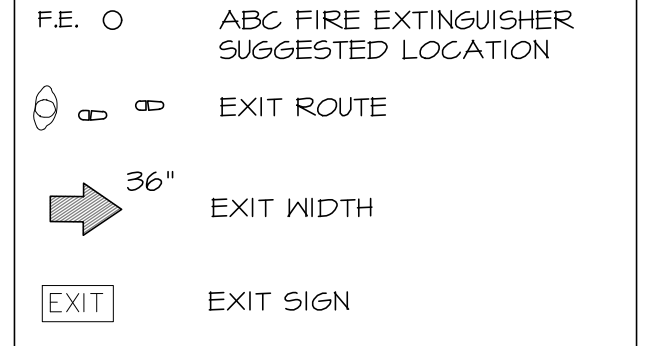 F.E. ABC FIRE EXTINGUISHER
SUGGESTED LOCATION
EXIT ROUTE
36"
EXIT WIDTH
EXIT EXIT SIGN